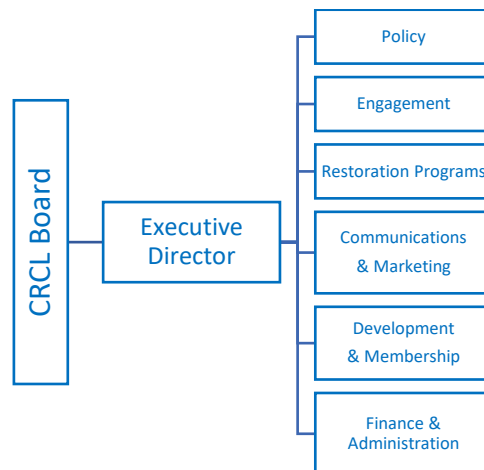 CRCL Board
Executive
Director
Policy
Engagement
Restoration Programs
Communications
& Marketing
Development
& Membership
Finance &
Administration